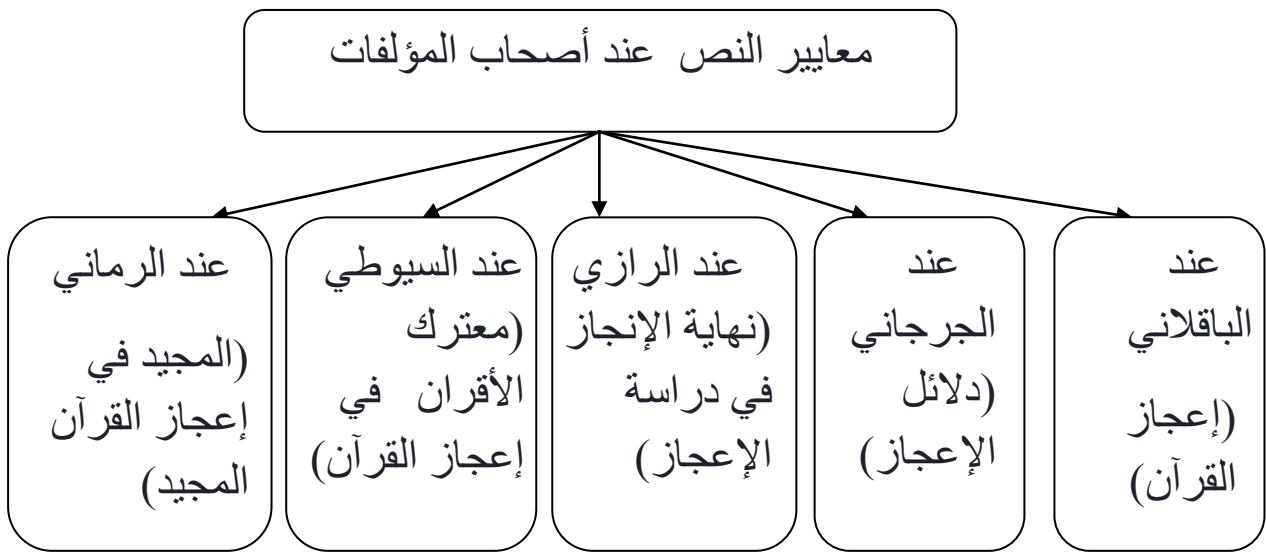 معايير النص عند أصحاب المؤلفات
عند
الباقلاني
(إعجاز
القرآن)
عند
الجرجاني
(دلائل
الإعجاز)
عند الرازي
(نهاية الإنجاز
في دراسة
الإعجاز)
عند السيوطي
(معترك
الأقران في
إعجاز القرآن)
عند الرماني
(المجيد في
إعجاز القرآن
المجيد)